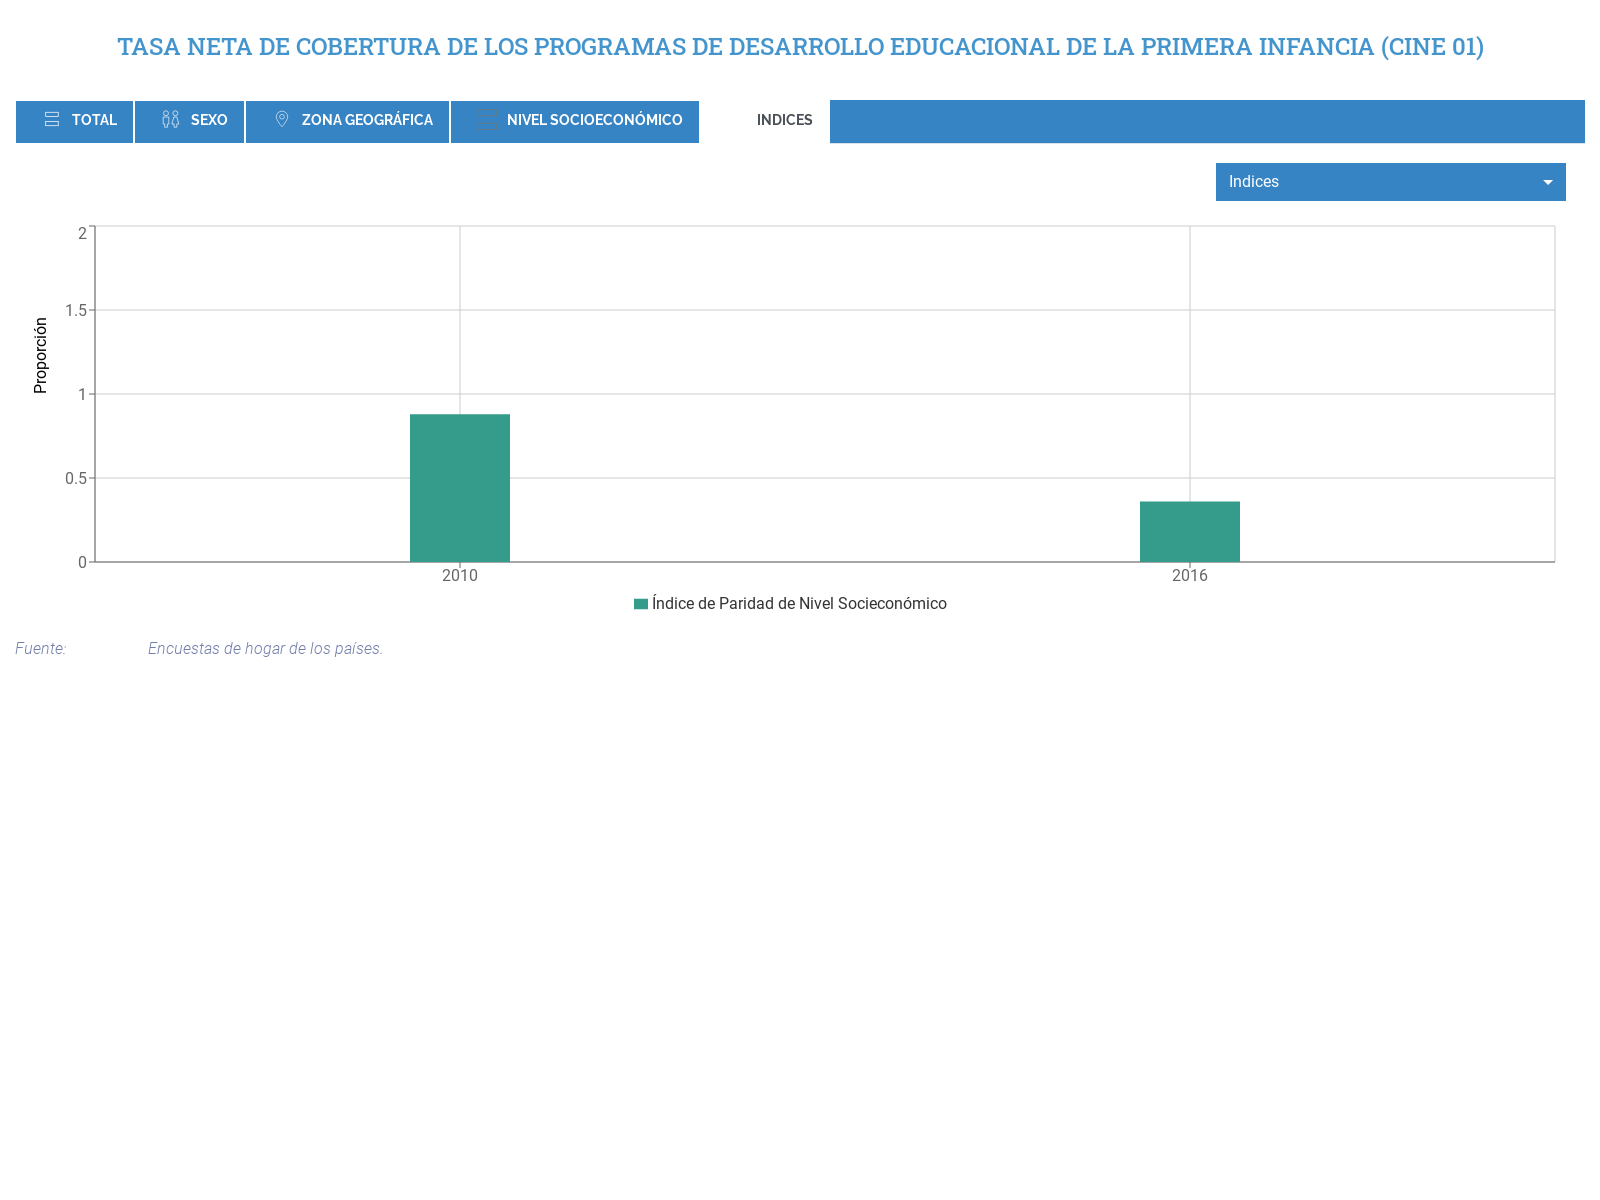 TASA NETA DE COBERTURA DE LOS PROGRAMAS DE DESARROLLO EDUCACIONAL DE LA PRIMERA INFANCIA (CINE 01)
TOTAL SEXO ZONA GEOGRÁFICA NIVEL SOCIOECONÓMICO INDICES
Indices
2
1.5
1
0.5
0
Proporción
2010 2016
Índice de Paridad de Nivel Socieconómico
Fuente: Encuestas de hogar de los países.